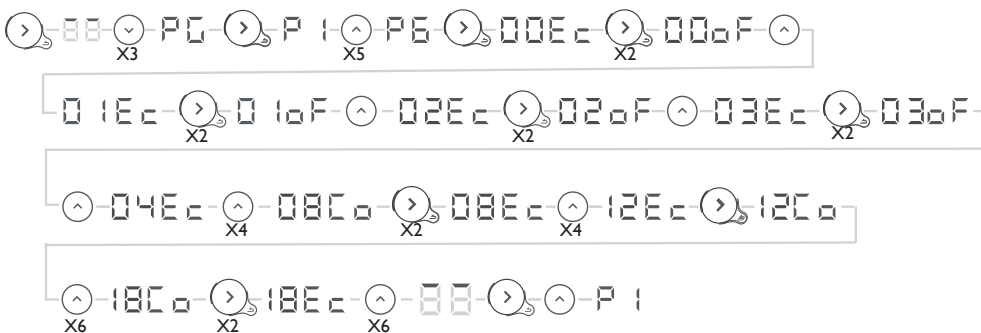 88 PG P1 P6 00Ec 00oF
X3 X5 X2
01Ec 01oF 02Ec 02oF 03Ec 03oF
X2 X2 X2
04Ec 08Co 08Ec 12Ec 12Co
X4 X2 X4
18Co 18Ec 88 P1
X6 X2 X6